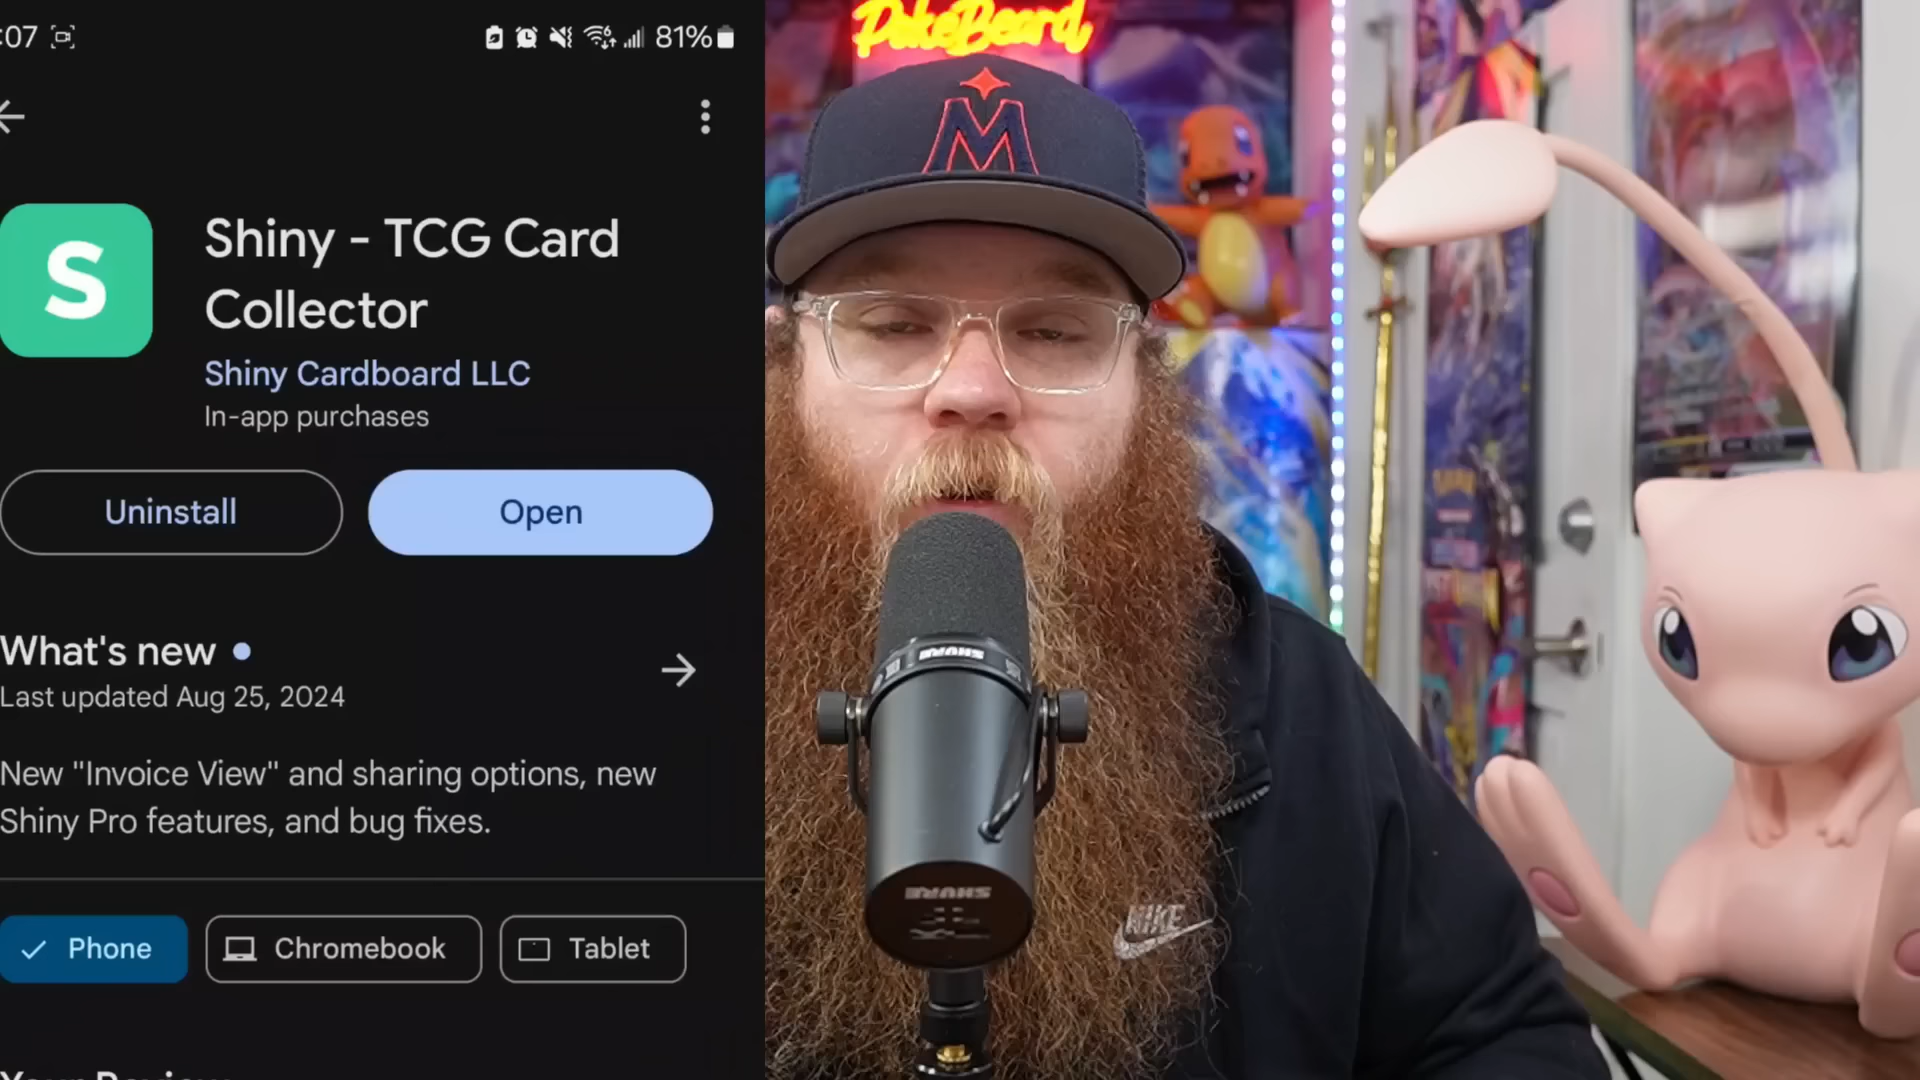 :07
81%
Shiny - TCG Card
Collector
Shiny Cardboard LLC
In-app purchases
Uninstall
Open
What's new
Last updated Aug 25, 2024
New "Invoice View" and sharing options, new
Shiny Pro features, and bug fixes.
Phone
Chromebook
Tablet
Your Review
PokeBeard
M
SHURE
SHURE
NIKE
S